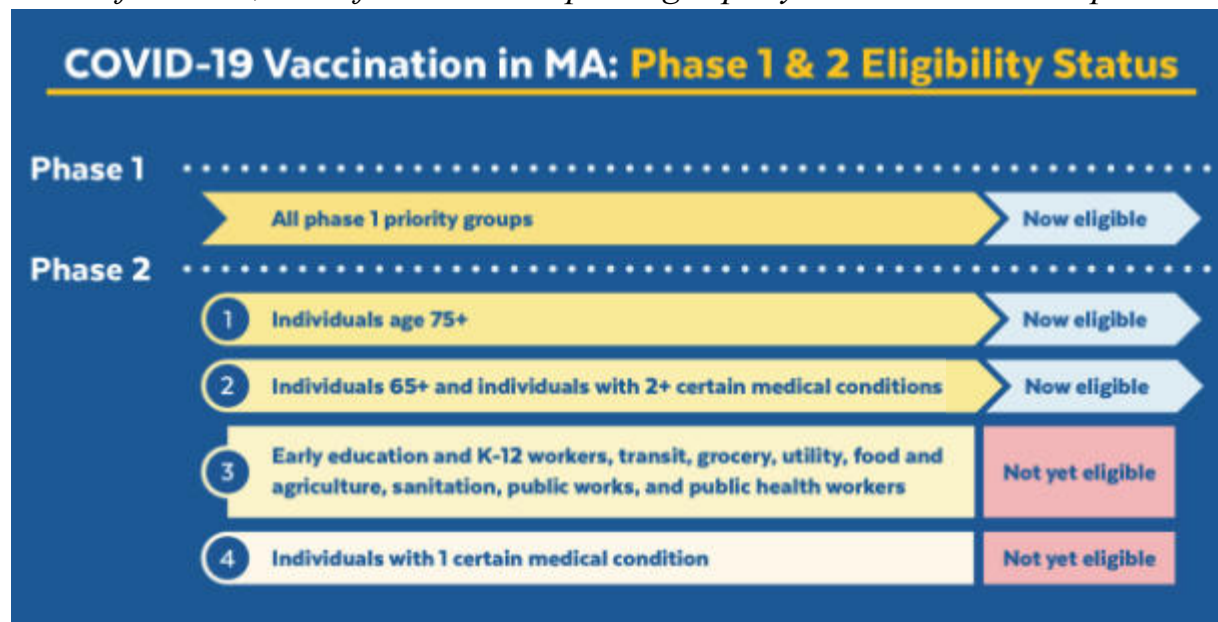 COVID-19 Vaccination in MA: Phase 1 & 2 Eligibility Status
Phase 1
All phase 1 priority groups Now eligible
Phase 2
1 Individuals age 75+ Now eligible
2 Individuals 65+ and individuals with 2+ certain medical conditions Now eligible
3 Early education and K-12 workers, transit, grocery, utility, food and
agriculture, sanitation, public works, and public health workers Not yet eligible
4 Individuals with 1 certain medical condition Not yet eligible